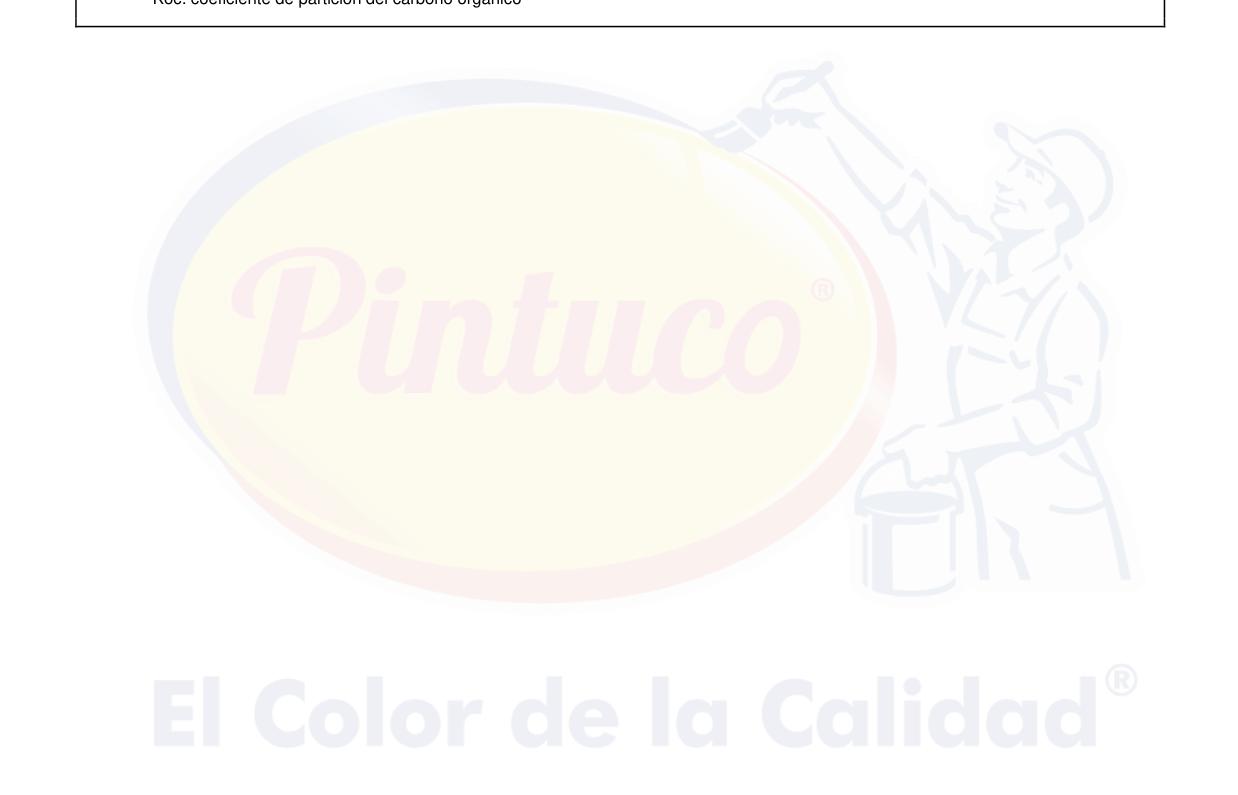 Koc: coeficiente de partición del carbono orgánico
Pintuco®
El Color de la Calidad®